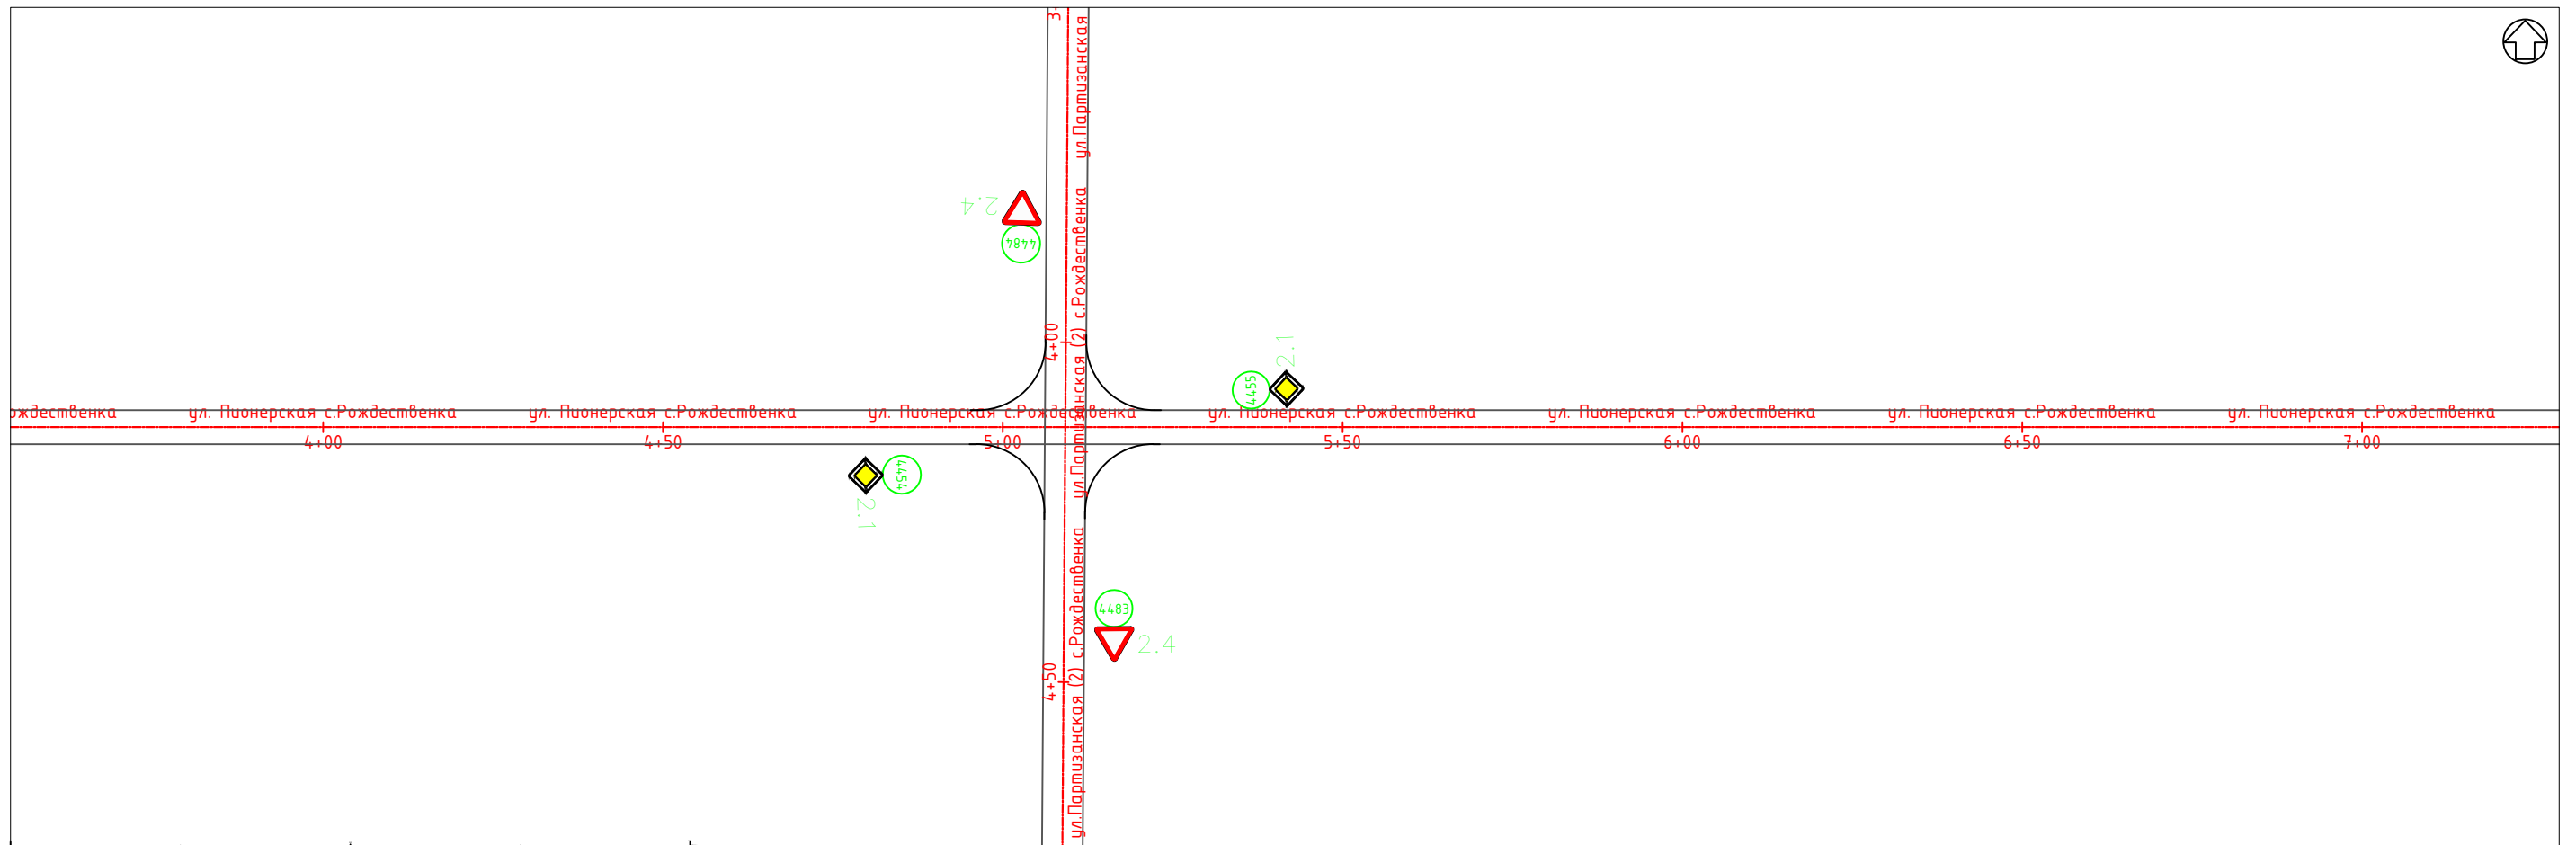 3+
ул.Партизанская
2.4
4484
ул.Партизанская (2) с.Рождественка
4+00
2.1
4455
ождественка
ул. Пионерская с.Рождественка
ул. Пионерская с.Рождественка
ул. Пионерская с.Рождественка
ул. Пионерская с.Рождественка
ул. Пионерская с.Рождественка
ул. Пионерская с.Рождественка
ул. Пионерская с.Рождественка
4+00
4+50
5+00
5+50
6+00
6+50
7+00
4454
2.1
4483
2.4
4+50
ул.Партизанская (2) с.Рождественка